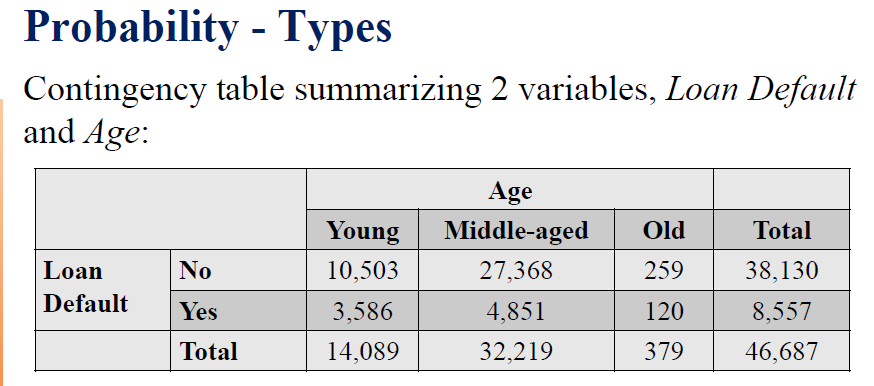 Probability - Types
Contingency table summarizing 2 variables, Loan Default
and Age:
Age
Young Middle-aged Old Total
Loan Default No 10,503 27,368 259 38,130
Yes 3,586 4,851 120 8,557
Total 14,089 32,219 379 46,687